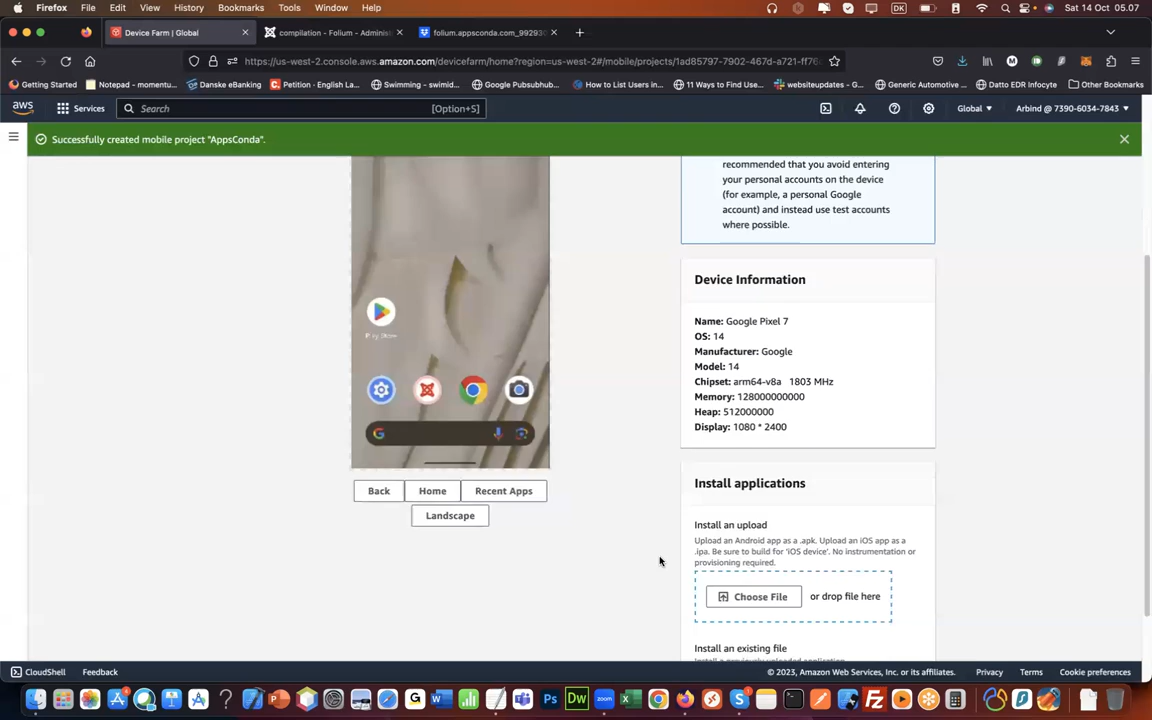 Firefox File Edit View History Bookmarks Tools Window Help DK Sat 14 Oct 05.07
Device Farm | Global compilation - Folium - Adminis folium.appsconda.com_99293
https://us-west-2.console.aws.amazon.com/devicefarm/home?region=us-west-2#/mobile/projects/1ad85797-7902-467d-a721-ff76
Getting Started Notepad - momentu... Danske eBanking Petition - English La... Swimming - swimid... Google Pubsubhub... How to List Users in... 11 Ways to Find Use... websiteupdates - G... Generic Automotive ... Datto EDR Infocyte Other Bookmarks
aws Services Search [Option+S] Global Arbind @ 7390-6034-7843
Successfully created mobile project "AppsConda".
recommended that you avoid entering
your personal accounts on the device
(for example, a personal Google
account) and instead use test accounts
where possible.
Device Information
Name: Google Pixel 7
OS: 14
Manufacturer: Google
Model: 14
Chipset: arm64-v8a 1803 MHz
Memory: 128000000000
Heap: 512000000
Display: 1080 * 2400
Play Store
Back Home Recent Apps
Landscape
Install applications
Install an upload
Upload an Android app as a .apk. Upload an iOS app as a
.ipa. Be sure to build for 'iOS device'. No instrumentation or
provisioning required.
Choose File or drop file here
Install an existing file
CloudShell Feedback © 2023, Amazon Web Services, Inc. or its affiliates. Privacy Terms Cookie preferences